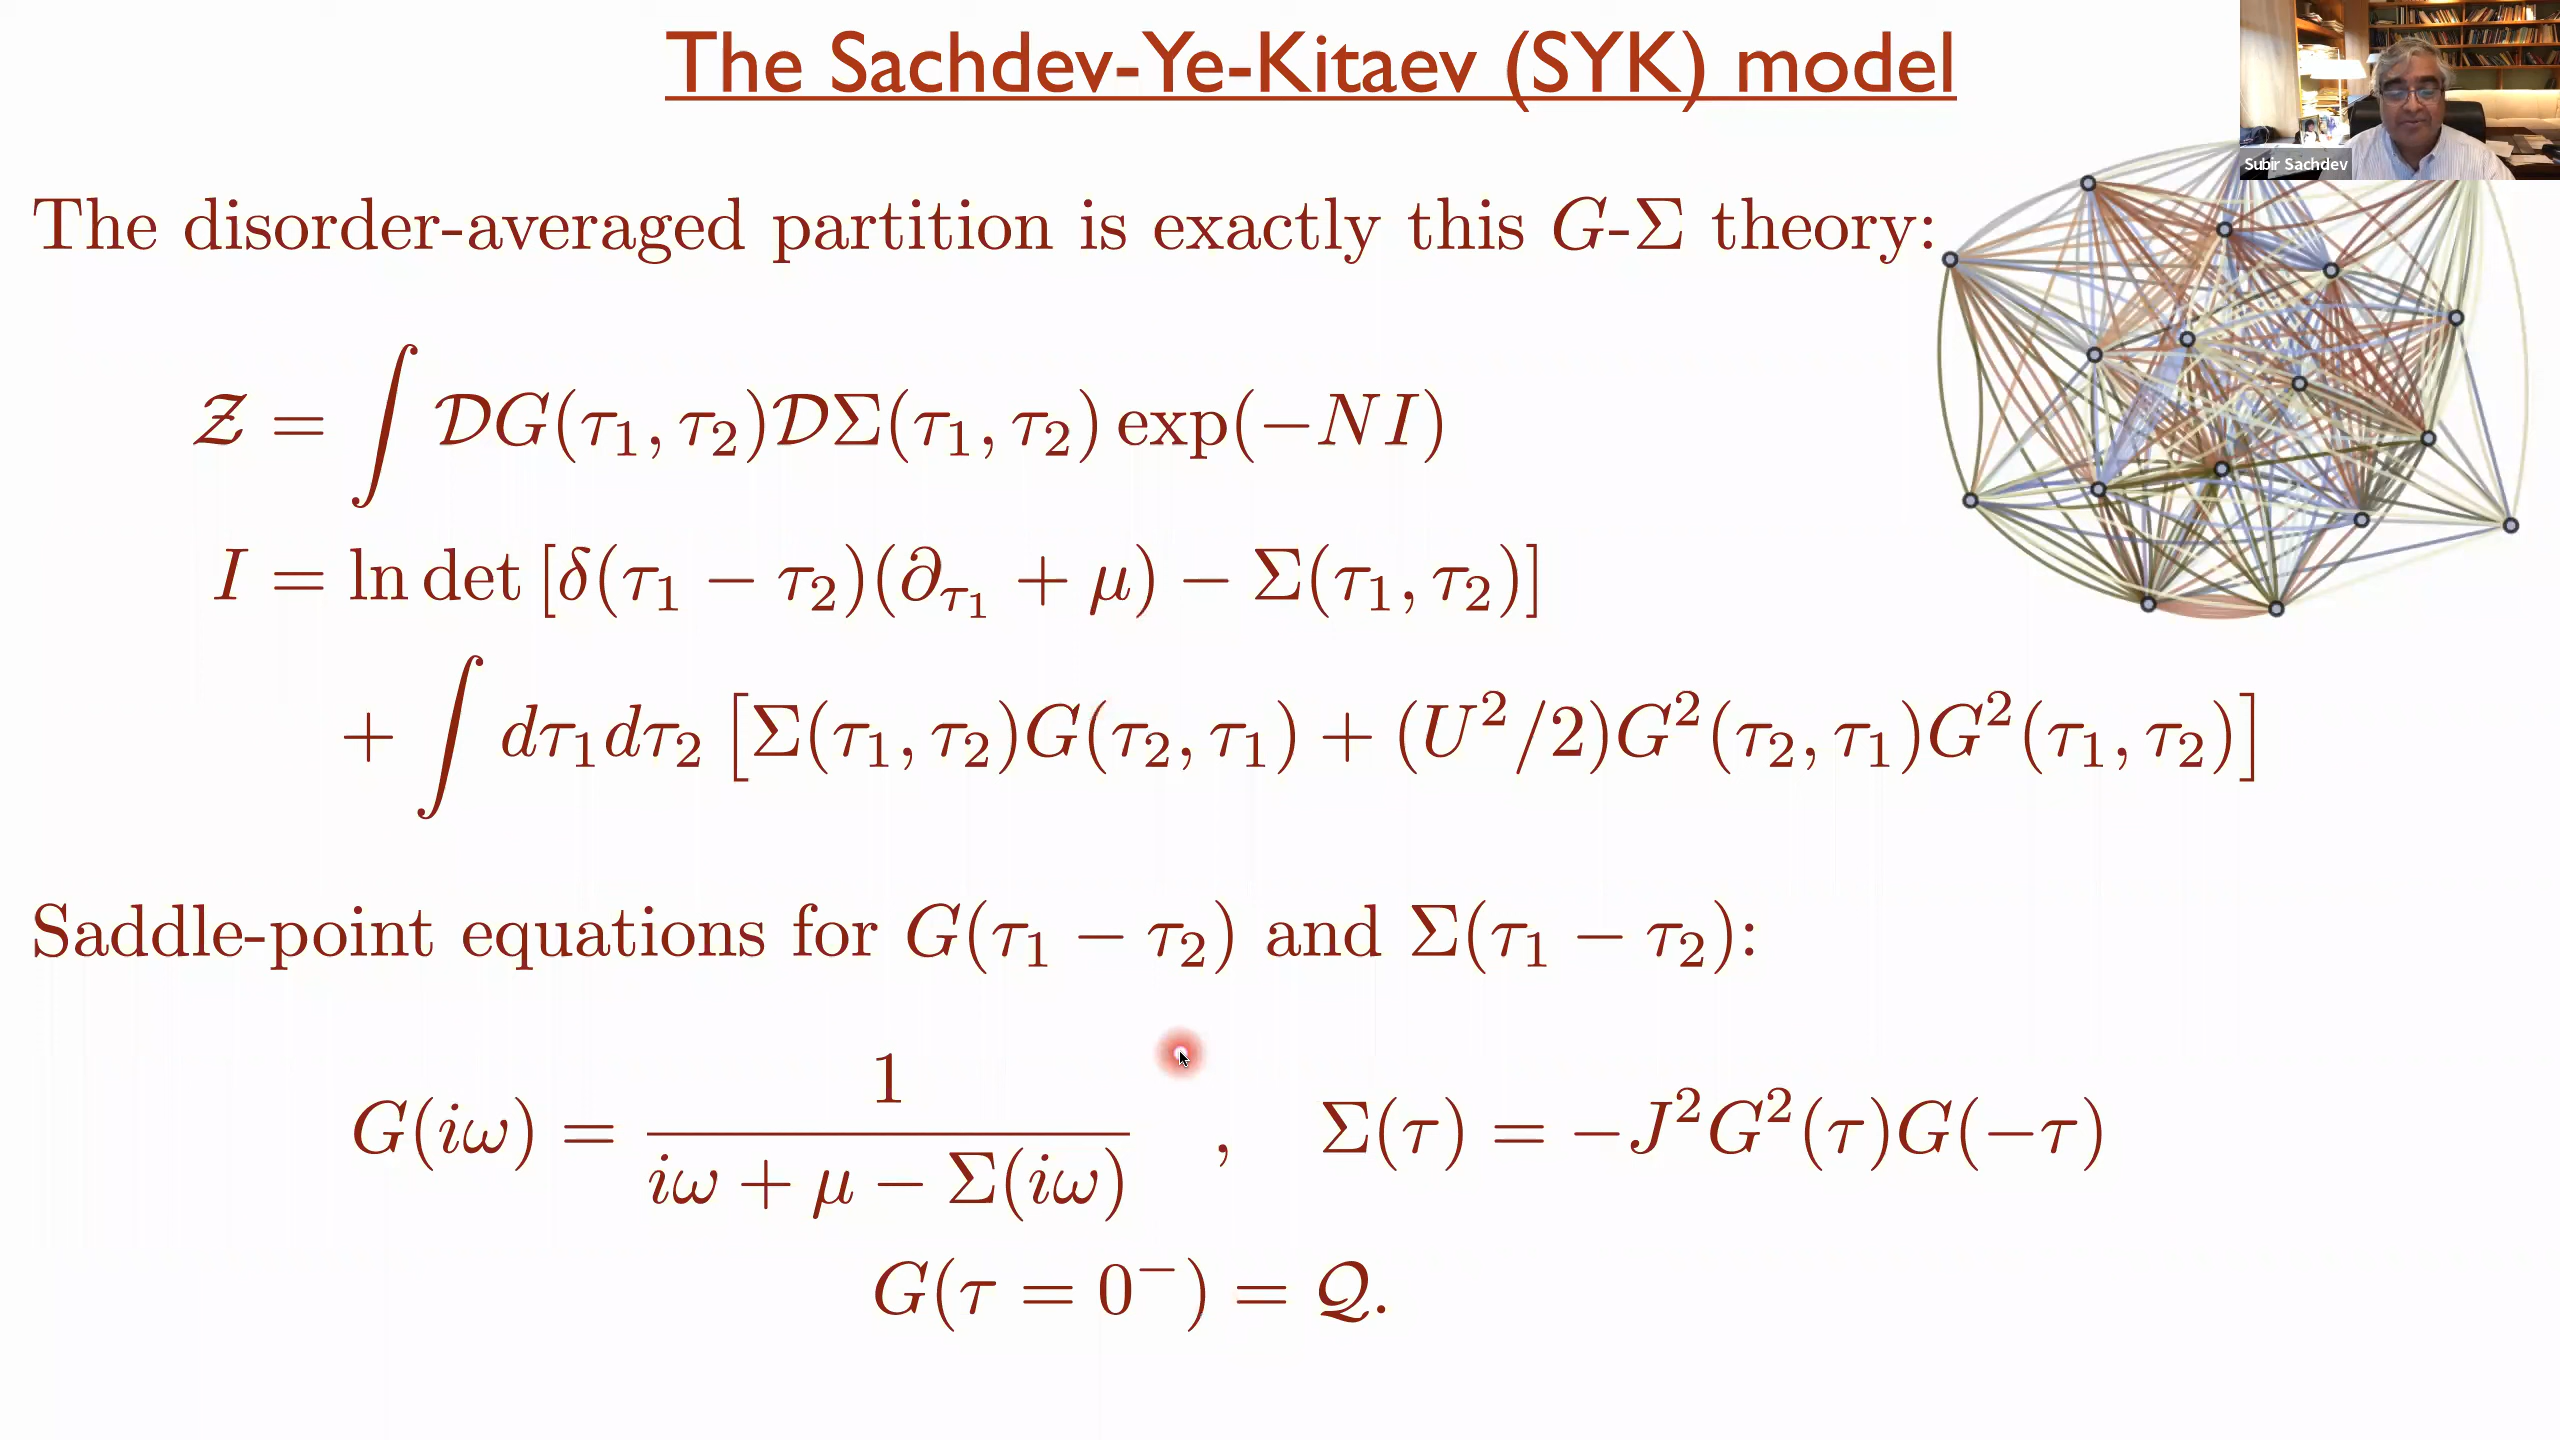 The Sachdev-Ye-Kitaev (SYK) model
Subir Sachdev
The disorder-averaged partition is exactly this G-Σ theory:
𝒵 = ∫ 𝒟G(τ₁, τ₂)𝒟Σ(τ₁, τ₂) exp(−NI)
I = ln det [δ(τ₁ − τ₂)(∂_τ₁ + μ) − Σ(τ₁, τ₂)]
+ ∫ dτ₁dτ₂ [Σ(τ₁, τ₂)G(τ₂, τ₁) + (U²/2)G²(τ₂, τ₁)G²(τ₁, τ₂)]
Saddle-point equations for G(τ₁ − τ₂) and Σ(τ₁ − τ₂):
G(iω) = 1 / (iω + μ − Σ(iω)) , Σ(τ) = −J²G²(τ)G(−τ)
G(τ = 0⁻) = 𝒬.